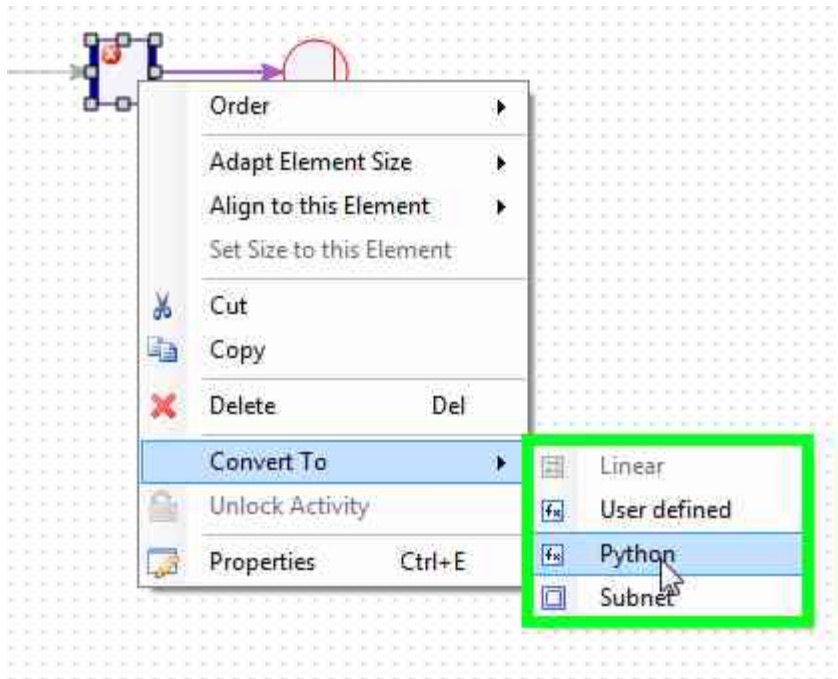 Order
Adapt Element Size
Align to this Element
Set Size to this Element
Cut
Copy
Delete Del
Convert To
Unlock Activity
Properties Ctrl+E
Linear
User defined
Python
Subnet